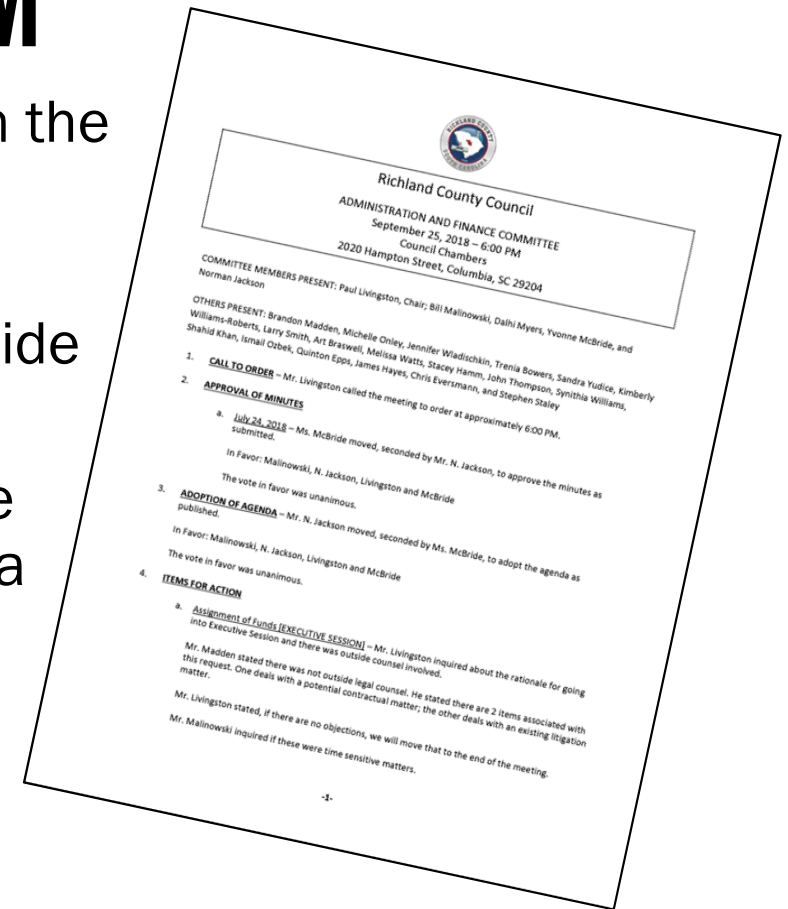 n the
ide
e
a
RICHLAND COUNTY
SOUTH CAROLINA
Richland County Council
ADMINISTRATION AND FINANCE COMMITTEE
September 25, 2018 – 6:00 PM
Council Chambers
2020 Hampton Street, Columbia, SC 29204
COMMITTEE MEMBERS PRESENT: Paul Livingston, Chair; Bill Malinowski, Dalhi Myers, Yvonne McBride, and
Norman Jackson
OTHERS PRESENT: Brandon Madden, Michelle Onley, Jennifer Wladischkin, Trenia Bowers, Sandra Yudice, Kimberly
Williams-Roberts, Larry Smith, Art Braswell, Melissa Watts, Stacey Hamm, John Thompson, Synithia Williams,
Shahid Khan, Ismail Ozbek, Quinton Epps, James Hayes, Chris Eversmann, and Stephen Staley
1. CALL TO ORDER – Mr. Livingston called the meeting to order at approximately 6:00 PM.
2. APPROVAL OF MINUTES
a. July 24, 2018 – Ms. McBride moved, seconded by Mr. N. Jackson, to approve the minutes as
submitted.
In Favor: Malinowski, N. Jackson, Livingston and McBride
The vote in favor was unanimous.
3. ADOPTION OF AGENDA – Mr. N. Jackson moved, seconded by Ms. McBride, to adopt the agenda as
published.
In Favor: Malinowski, N. Jackson, Livingston and McBride
The vote in favor was unanimous.
4. ITEMS FOR ACTION
a. Assignment of Funds [EXECUTIVE SESSION] – Mr. Livingston inquired about the rationale for going
into Executive Session and there was outside counsel involved.
Mr. Madden stated there was not outside legal counsel. He stated there are 2 items associated with
this request. One deals with a potential contractual matter; the other deals with an existing litigation
matter.
Mr. Livingston stated, if there are no objections, we will move that to the end of the meeting.
Mr. Malinowski inquired if these were time sensitive matters.
-1-